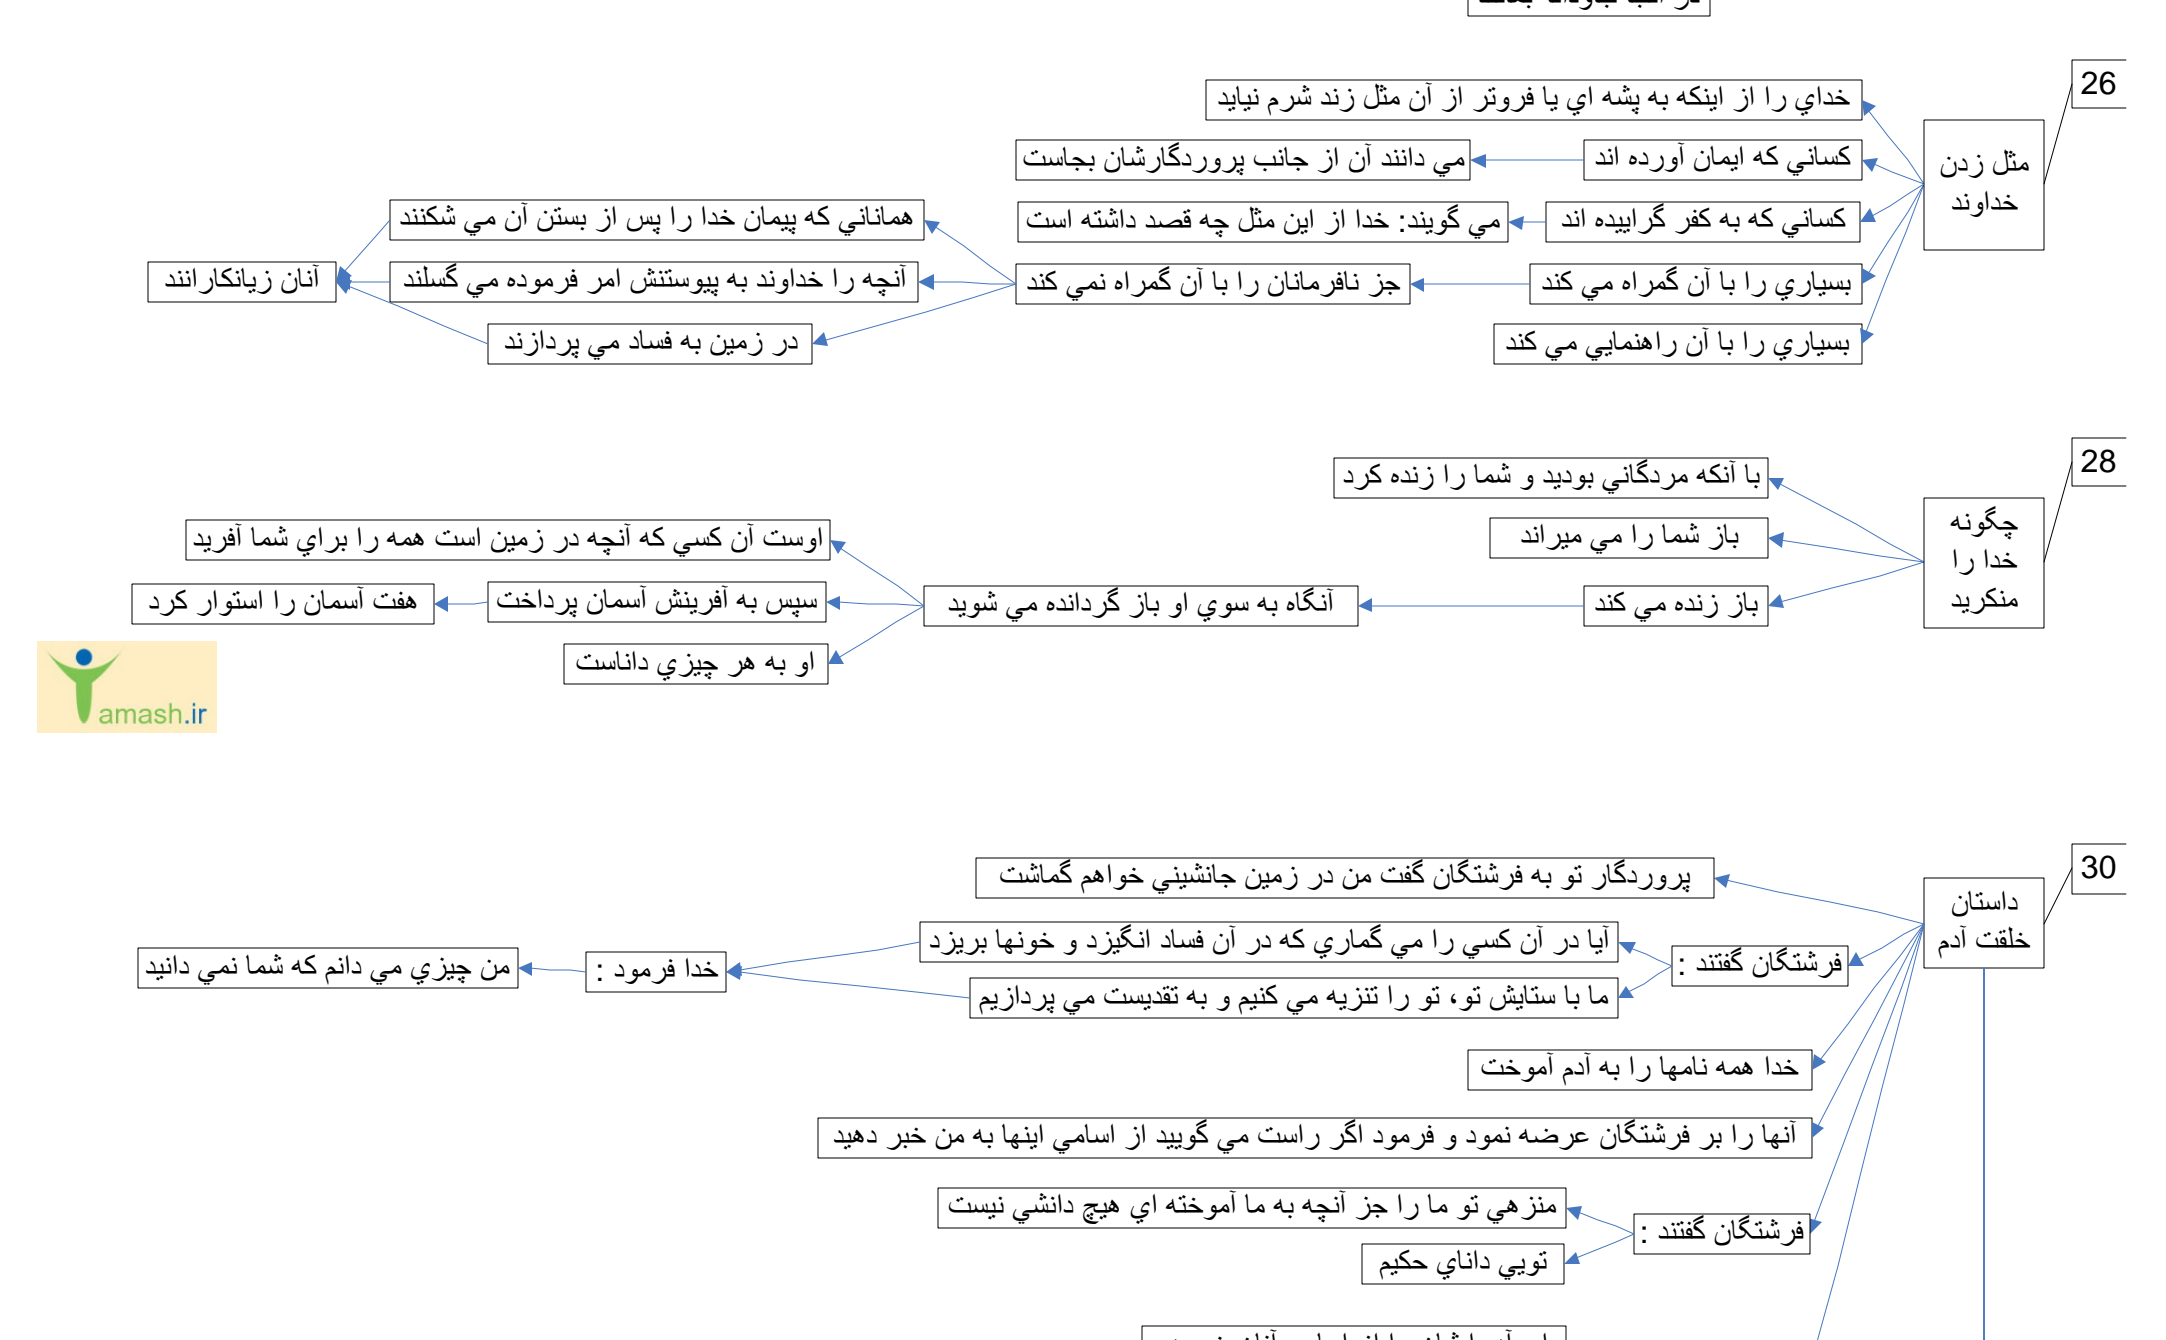 26
مثل زدن
خداوند
خداي را از اينكه به پشه اي يا فروتر از آن مثل زند شرم نيايد
كساني كه ايمان آورده اند
مي دانند آن از جانب پروردگارشان بجاست
كساني كه به كفر گراييده اند
مي گويند: خدا از اين مثل چه قصد داشته است
بسياري را با آن گمراه مي كند
جز نافرمانان را با آن گمراه نمي كند
هماناني كه پيمان خدا را پس از بستن آن مي شكنند
آنچه را خداوند به پيوستنش امر فرموده مي گسلند
در زمين به فساد مي پردازند
آنان زيانكارانند
بسياري را با آن راهنمايي مي كند
28
چگونه
خدا را
منكريد
با آنكه مردگاني بوديد و شما را زنده كرد
باز شما را مي ميراند
باز زنده مي كند
آنگاه به سوي او باز گردانده مي شويد
اوست آن كسي كه آنچه در زمين است همه را براي شما آفريد
سپس به آفرينش آسمان پرداخت
هفت آسمان را استوار كرد
او به هر چيزي داناست
amash.ir
30
داستان
خلقت آدم
پروردگار تو به فرشتگان گفت من در زمين جانشيني خواهم گماشت
فرشتگان گفتند :
آيا در آن كسي را مي گماري كه در آن فساد انگيزد و خونها بريزد
ما با ستايش تو، تو را تنزيه مي كنيم و به تقديست مي پردازيم
خدا فرمود :
من چيزي مي دانم كه شما نمي دانيد
خدا همه نامها را به آدم آموخت
آنها را بر فرشتگان عرضه نمود و فرمود اگر راست مي گوييد از اسامي اينها به من خبر دهيد
فرشتگان گفتند :
منزهي تو ما را جز آنچه به ما آموخته اي هيچ دانشي نيست
تويي داناي حكيم